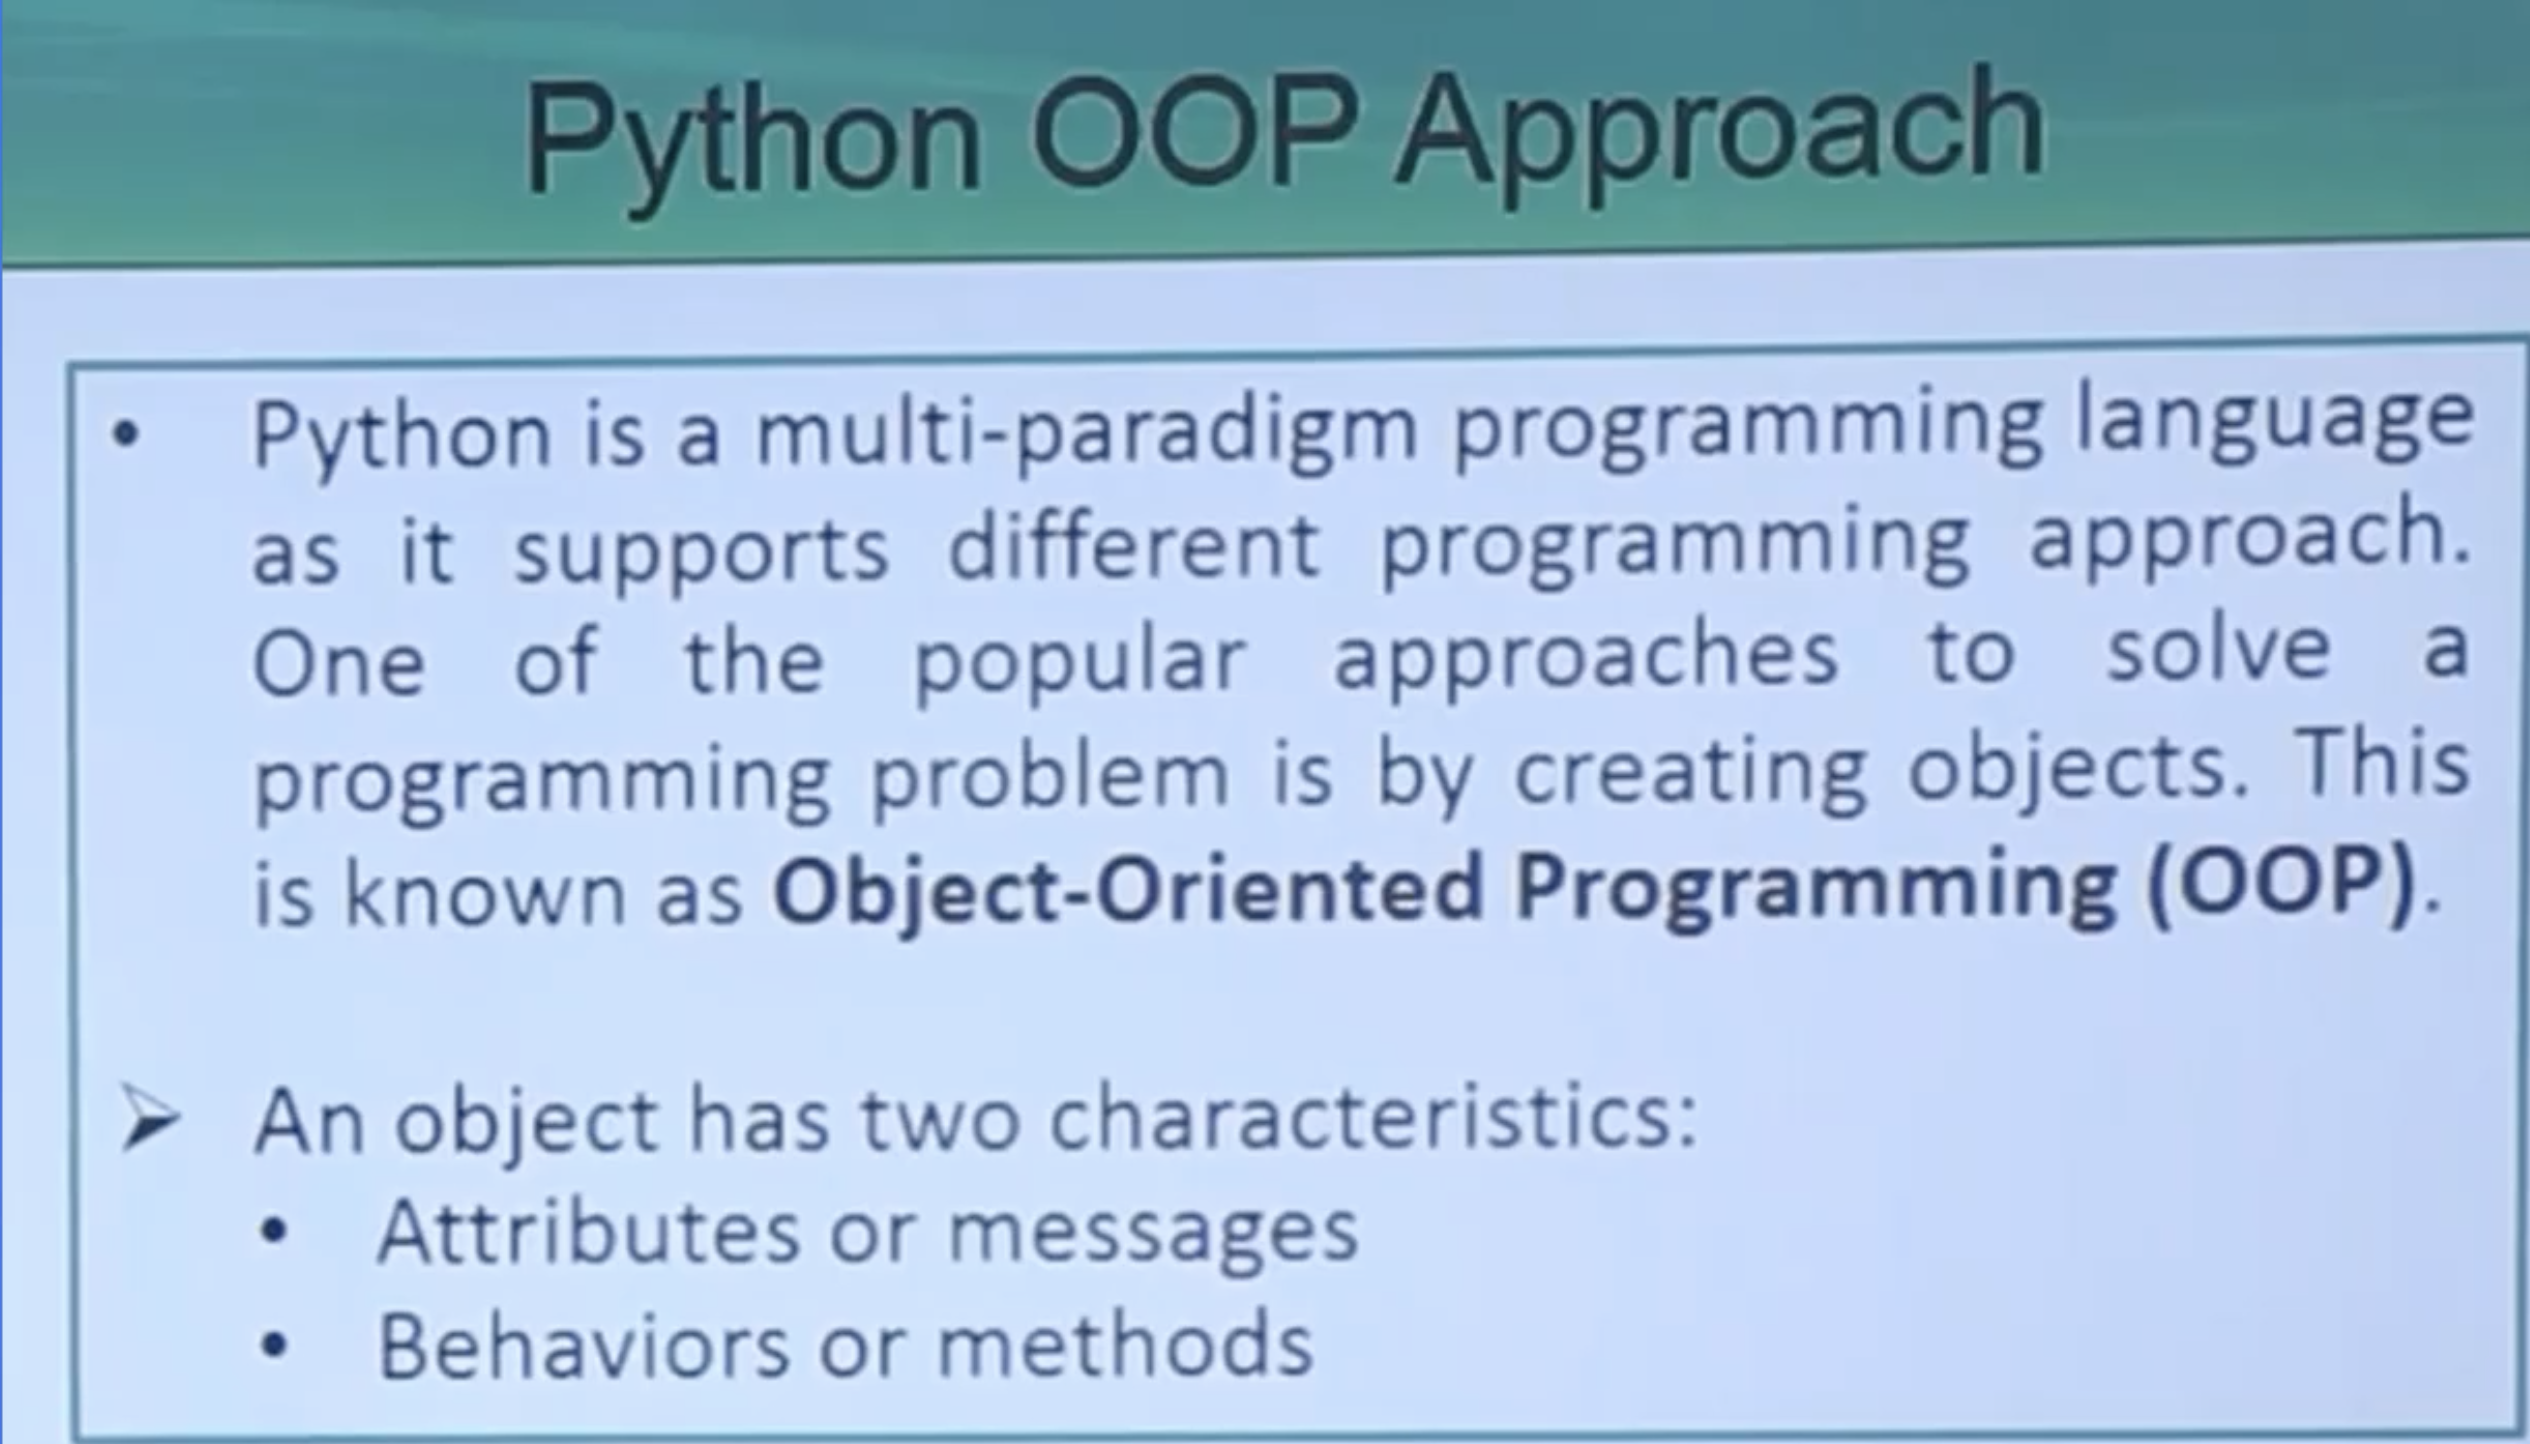 Python OOP Approach
• Python is a multi-paradigm programming language
as it supports different programming approach.
One of the popular approaches to solve a
programming problem is by creating objects. This
is known as Object-Oriented Programming (OOP).
➢ An object has two characteristics:
• Attributes or messages
• Behaviors or methods